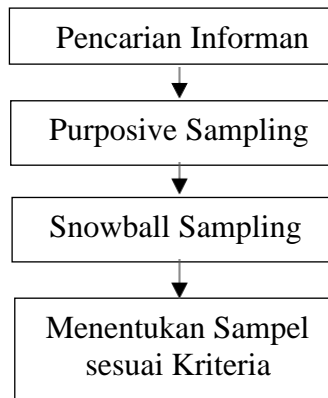 Pencarian Informan
Purposive Sampling
Snowball Sampling
Menentukan Sampel
sesuai Kriteria